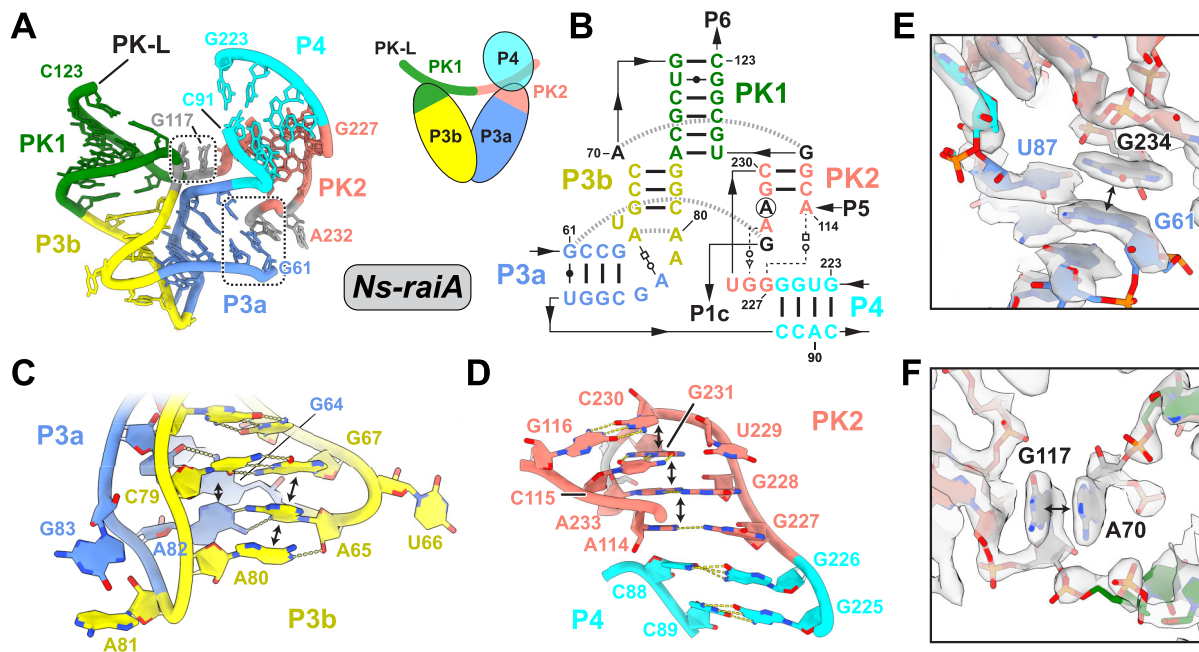 A
PK-L
G223
P4
C123
C91
G117
PK1
G227
PK2
P3b
A232
P3a
G61
PK-L
PK1
P4
PK2
P3b
P3a
Ns-raiA
B
P6
G C 123
U G
C G
G C
C G
A U
PK1
70 A
A G
G
P3b
C G
C G
G C
U
A A
80
A
A
230 C G
G C
A
A
G
PK2
A
P5
114
61
G C C G
P3a
U G G C
G
A
P1c
U G G G G U G
227
223
P4
C C A C
90
C
P3a
G64
G67
C79
G83
A82
A65
U66
A80
A81
P3b
D
C230
G231
PK2
G116
U229
G228
C115
A233
G227
A114
G226
C88
P4
G225
C89
E
U87
G234
G61
F
G117
A70